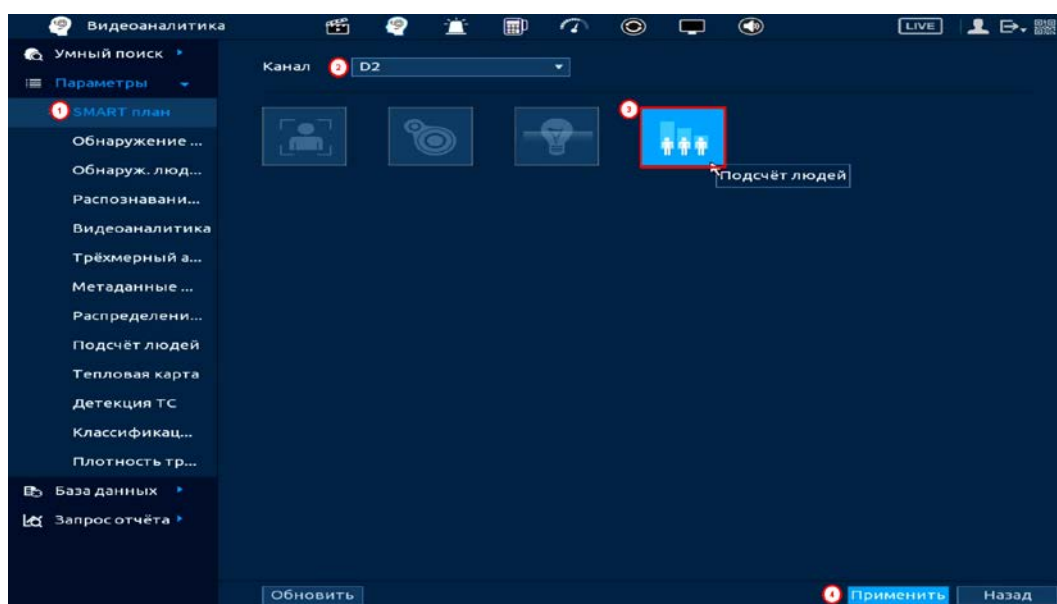 Видеоаналитика
LIVE
Умный поиск
Параметры
1 SMART план
Обнаружение ...
Обнаруж. люд...
Распознавани...
Видеоаналитика
Трёхмерный а...
Метаданные ...
Распределени...
Подсчёт людей
Тепловая карта
Детекция ТС
Классификац...
Плотность тр...
База данных
Запрос отчёта
Канал 2 D2
3
Подсчёт людей
Обновить
4 Применить
Назад